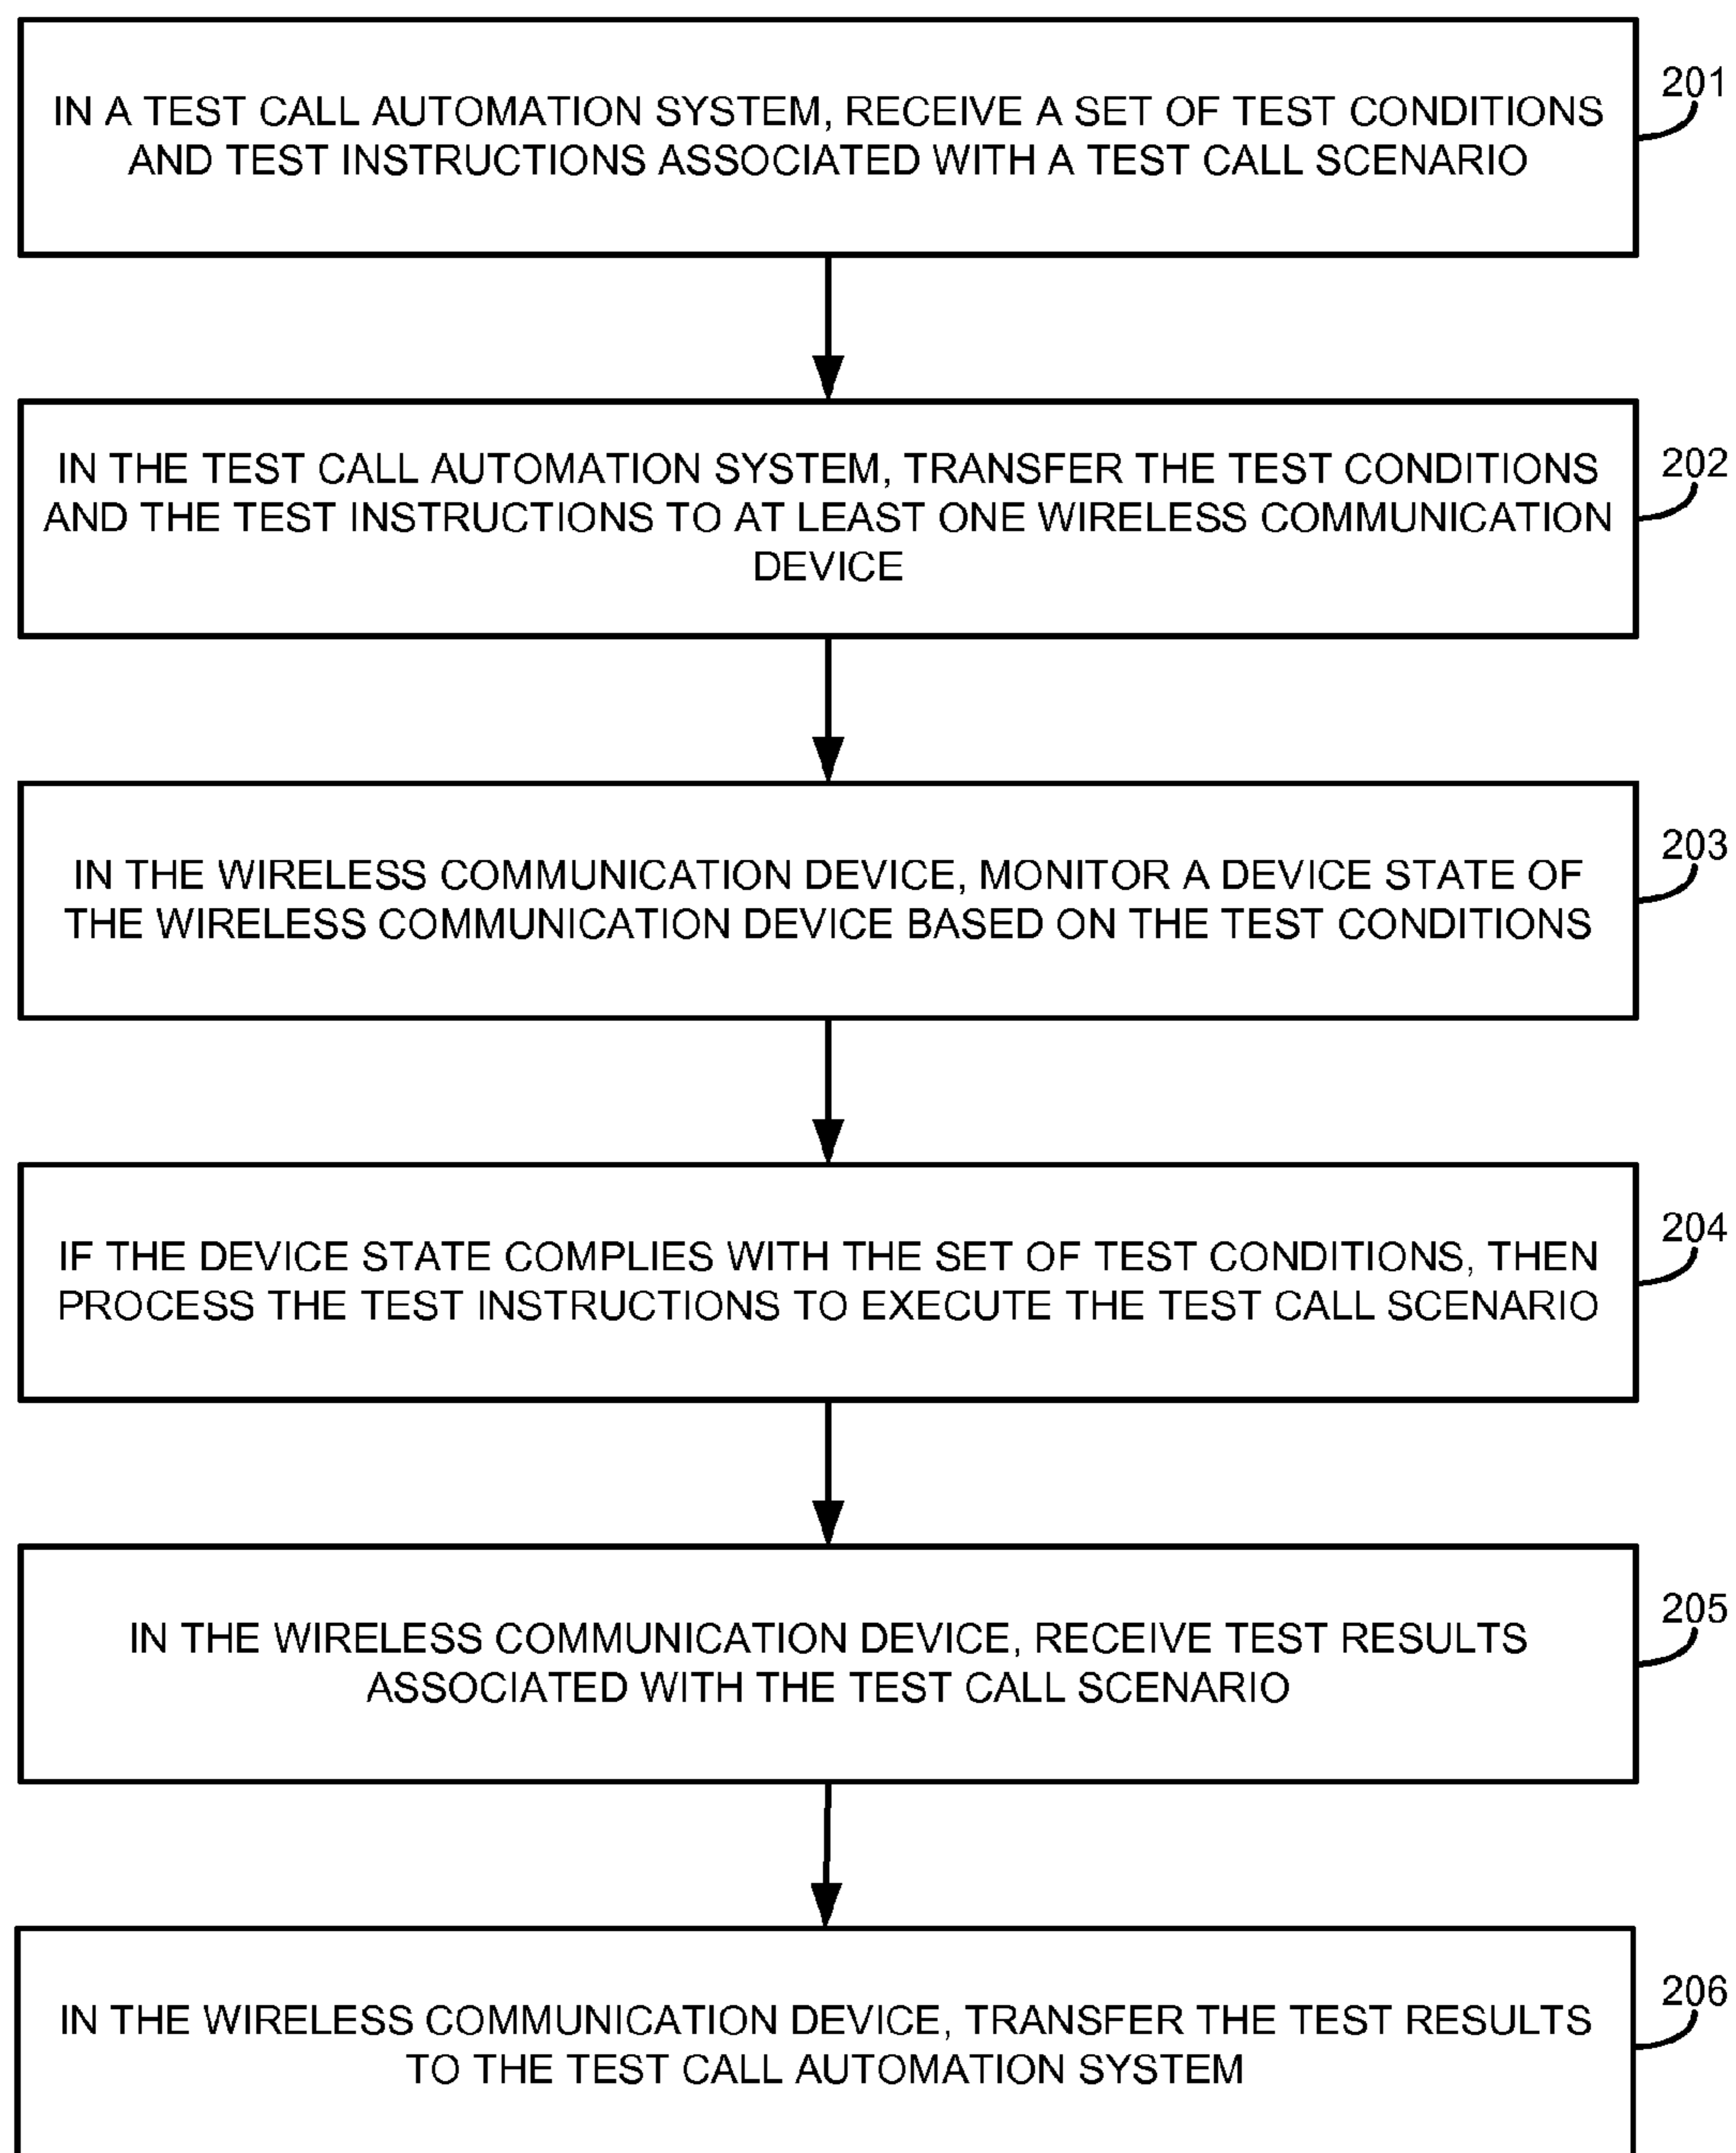 IN A TEST CALL AUTOMATION SYSTEM, RECEIVE A SET OF TEST CONDITIONS
AND TEST INSTRUCTIONS ASSOCIATED WITH A TEST CALL SCENARIO
201
IN THE TEST CALL AUTOMATION SYSTEM, TRANSFER THE TEST CONDITIONS
AND THE TEST INSTRUCTIONS TO AT LEAST ONE WIRELESS COMMUNICATION
DEVICE
202
IN THE WIRELESS COMMUNICATION DEVICE, MONITOR A DEVICE STATE OF
THE WIRELESS COMMUNICATION DEVICE BASED ON THE TEST CONDITIONS
203
IF THE DEVICE STATE COMPLIES WITH THE SET OF TEST CONDITIONS, THEN
PROCESS THE TEST INSTRUCTIONS TO EXECUTE THE TEST CALL SCENARIO
204
IN THE WIRELESS COMMUNICATION DEVICE, RECEIVE TEST RESULTS
ASSOCIATED WITH THE TEST CALL SCENARIO
205
IN THE WIRELESS COMMUNICATION DEVICE, TRANSFER THE TEST RESULTS
TO THE TEST CALL AUTOMATION SYSTEM
206